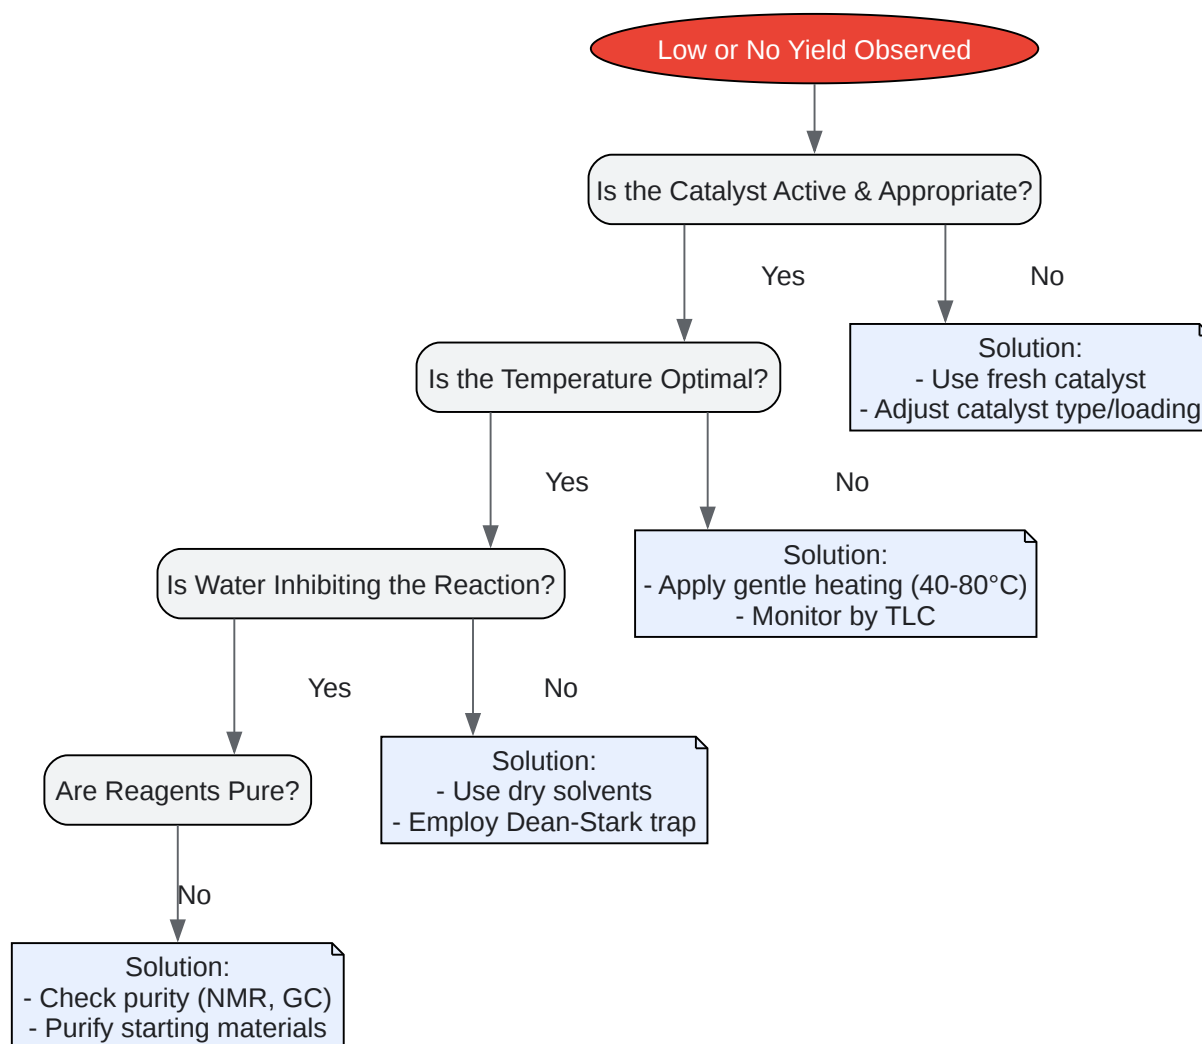 Low or No Yield Observed
Is the Catalyst Active & Appropriate?
Yes
No
Solution:
- Use fresh catalyst
- Adjust catalyst type/loading
Is the Temperature Optimal?
Yes
No
Solution:
- Apply gentle heating (40-80°C)
- Monitor by TLC
Is Water Inhibiting the Reaction?
Yes
No
Solution:
- Use dry solvents
- Employ Dean-Stark trap
Are Reagents Pure?
No
Solution:
- Check purity (NMR, GC)
- Purify starting materials